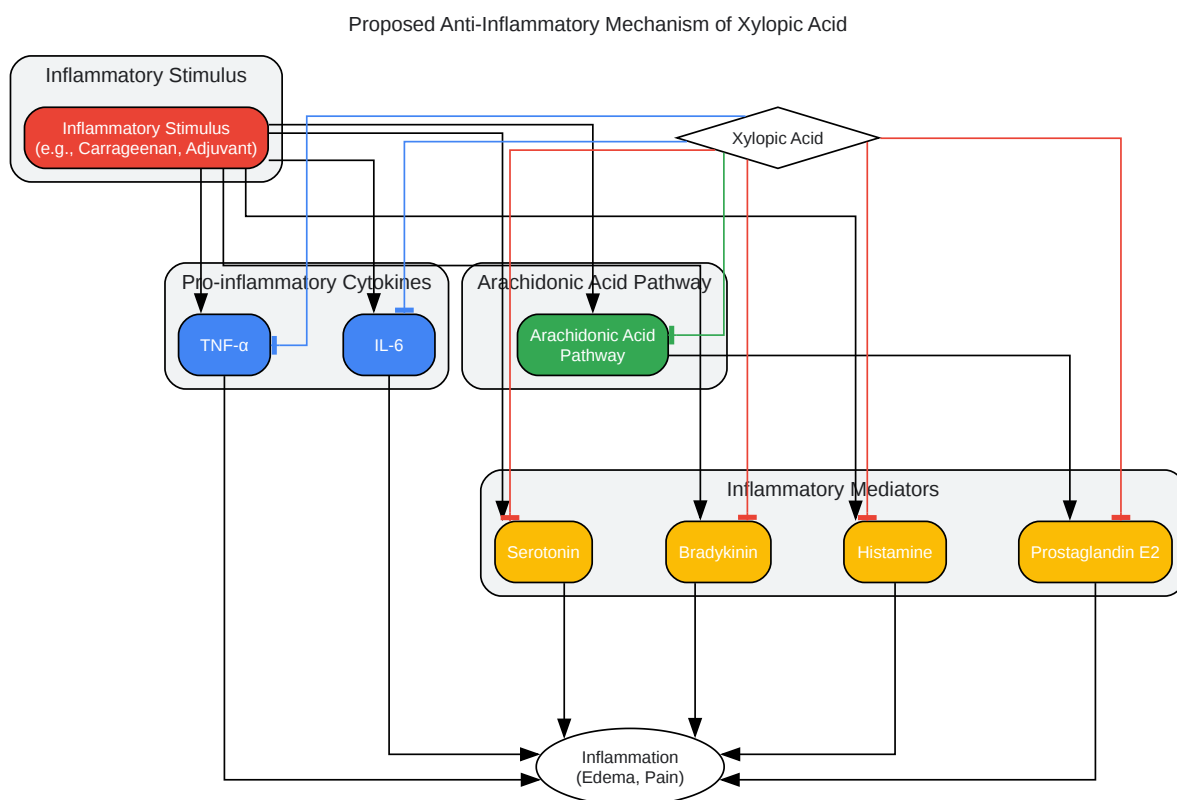 Proposed Anti-Inflammatory Mechanism of Xylopic Acid
Inflammatory Stimulus
Inflammatory Stimulus
(e.g., Carrageenan, Adjuvant)
Xylopic Acid
Pro-inflammatory Cytokines
Arachidonic Acid Pathway
TNF-α
IL-6
Arachidonic Acid
Pathway
Inflammatory Mediators
Serotonin
Bradykinin
Histamine
Prostaglandin E2
Inflammation
(Edema, Pain)